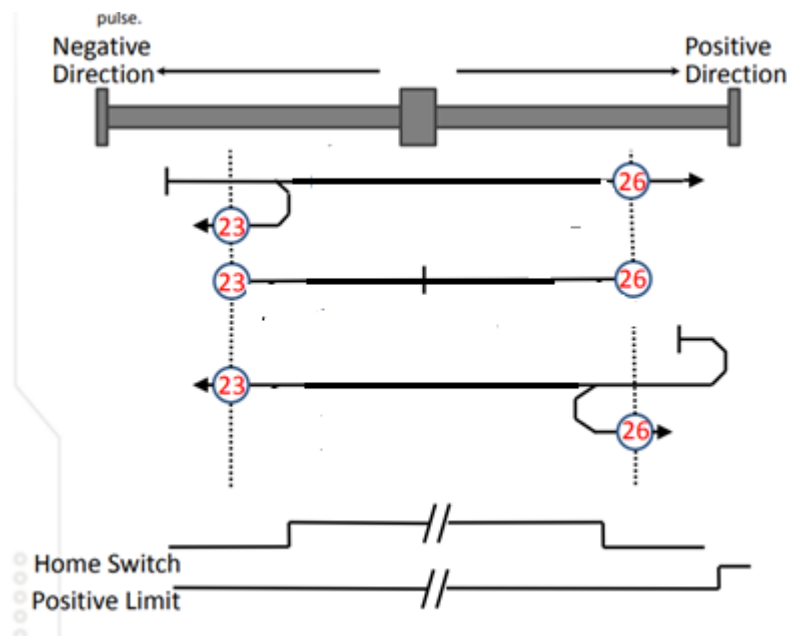 pulse.
Negative
Direction
Positive
Direction
26
23
23
26
23
26
Home Switch
Positive Limit